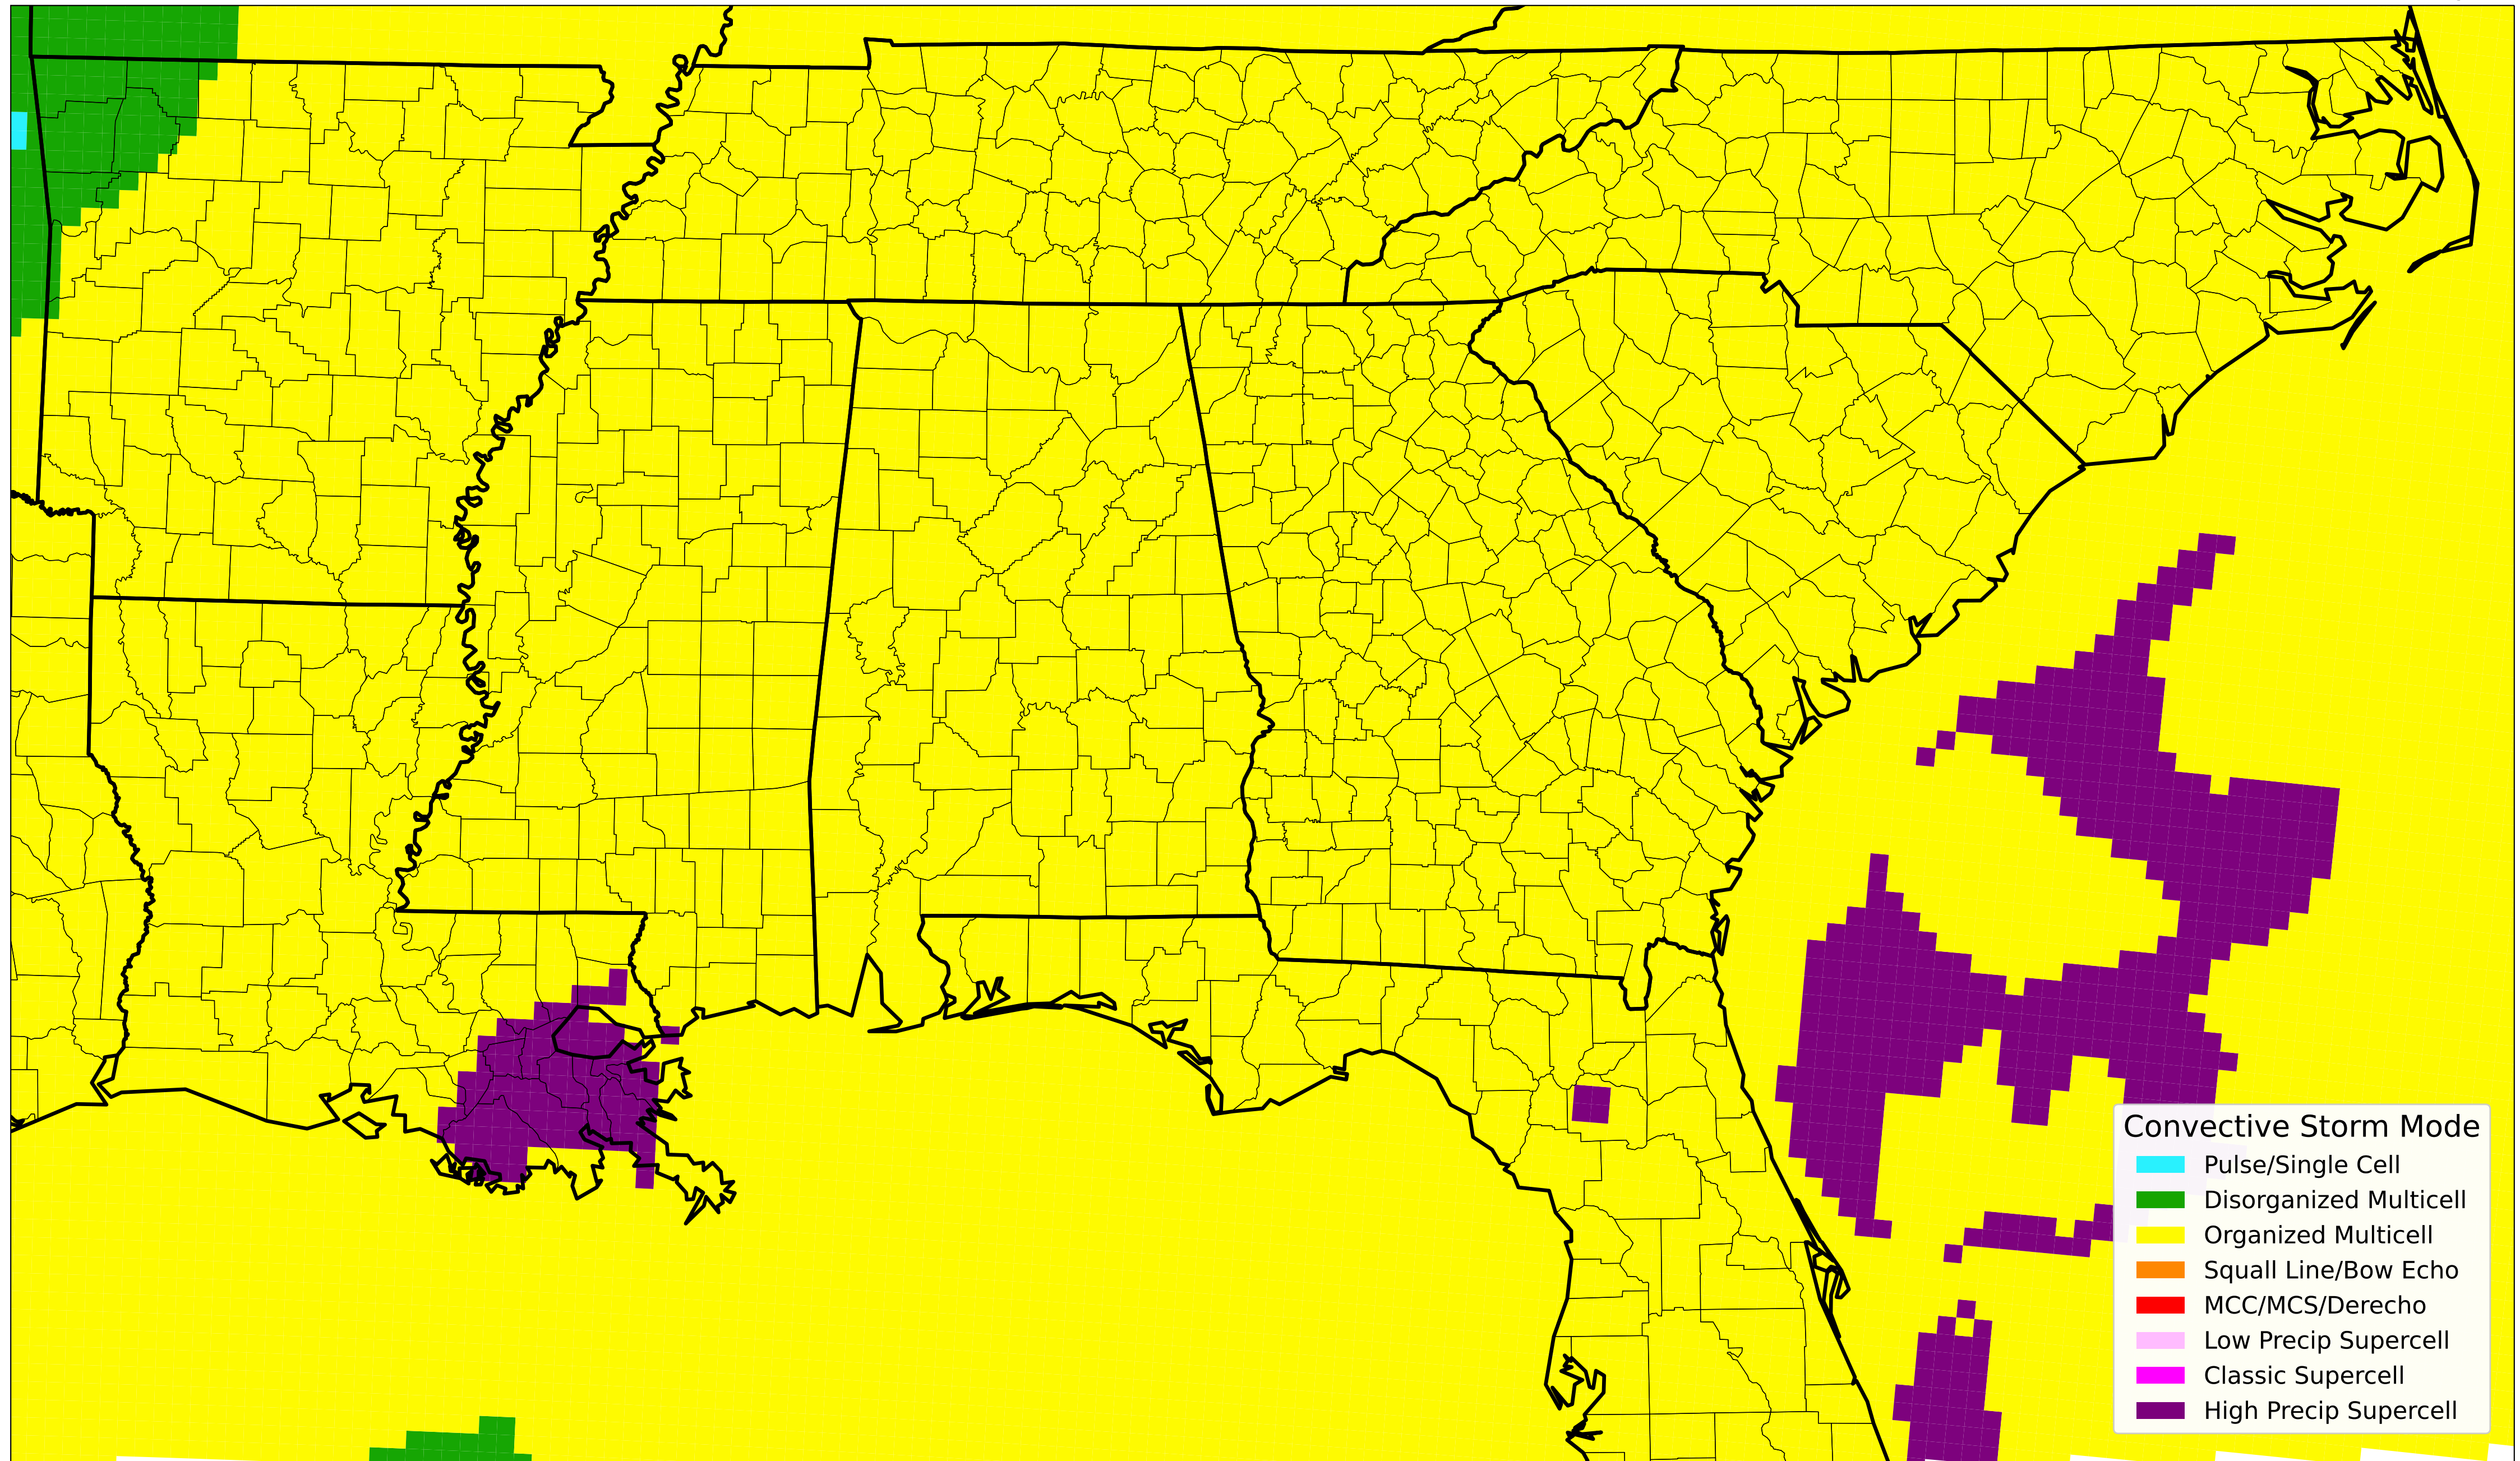 Convective Storm Mode
Pulse/Single Cell
Disorganized Multicell
Organized Multicell
Squall Line/Bow Echo
MCC/MCS/Derecho
Low Precip Supercell
Classic Supercell
High Precip Supercell